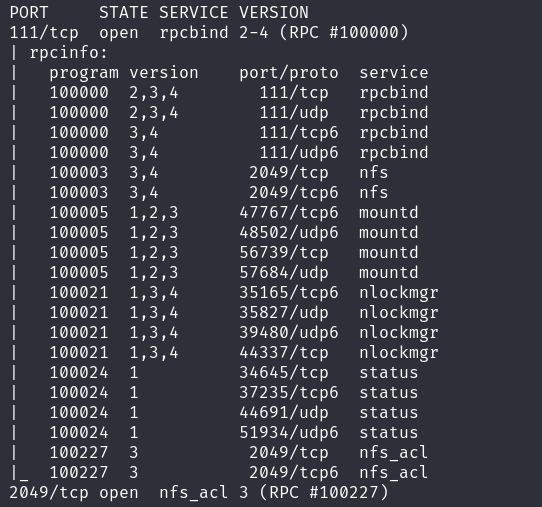 PORT     STATE SERVICE VERSION
111/tcp  open  rpcbind 2-4 (RPC #100000)
| rpcinfo:
|   program version    port/proto  service
|   100000  2,3,4        111/tcp   rpcbind
|   100000  2,3,4        111/udp   rpcbind
|   100000  3,4          111/tcp6  rpcbind
|   100000  3,4          111/udp6  rpcbind
|   100003  3,4         2049/tcp   nfs
|   100003  3,4         2049/tcp6  nfs
|   100005  1,2,3      47767/tcp6  mountd
|   100005  1,2,3      48502/udp6  mountd
|   100005  1,2,3      56739/tcp   mountd
|   100005  1,2,3      57684/udp   mountd
|   100021  1,3,4      35165/tcp6  nlockmgr
|   100021  1,3,4      35827/udp   nlockmgr
|   100021  1,3,4      39480/udp6  nlockmgr
|   100021  1,3,4      44337/tcp   nlockmgr
|   100024  1          34645/tcp   status
|   100024  1          37235/tcp6  status
|   100024  1          44691/udp   status
|   100024  1          51934/udp6  status
|   100227  3           2049/tcp   nfs_acl
|_  100227  3           2049/tcp6  nfs_acl
2049/tcp open  nfs_acl 3 (RPC #100227)